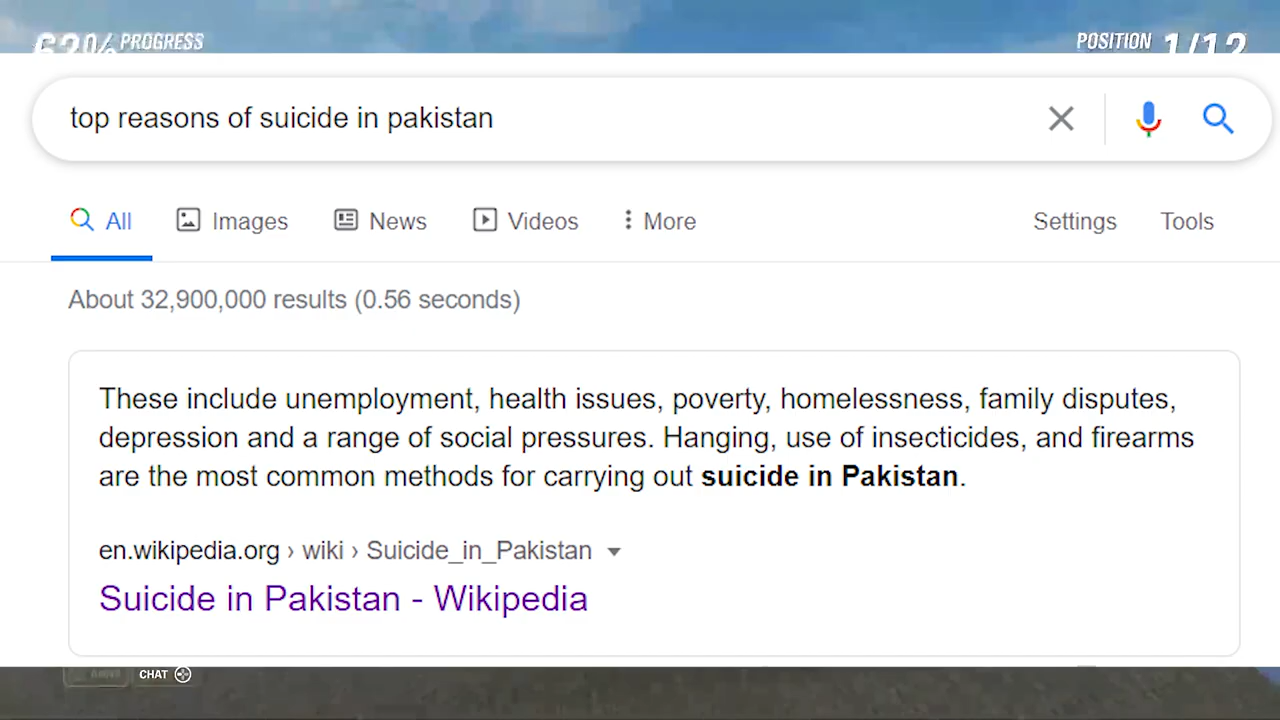 62% PROGRESS
POSITION 1/12
top reasons of suicide in pakistan
All Images News Videos More Settings Tools
About 32,900,000 results (0.56 seconds)
These include unemployment, health issues, poverty, homelessness, family disputes,
depression and a range of social pressures. Hanging, use of insecticides, and firearms
are the most common methods for carrying out suicide in Pakistan.
en.wikipedia.org › wiki › Suicide_in_Pakistan
Suicide in Pakistan - Wikipedia
CHAT